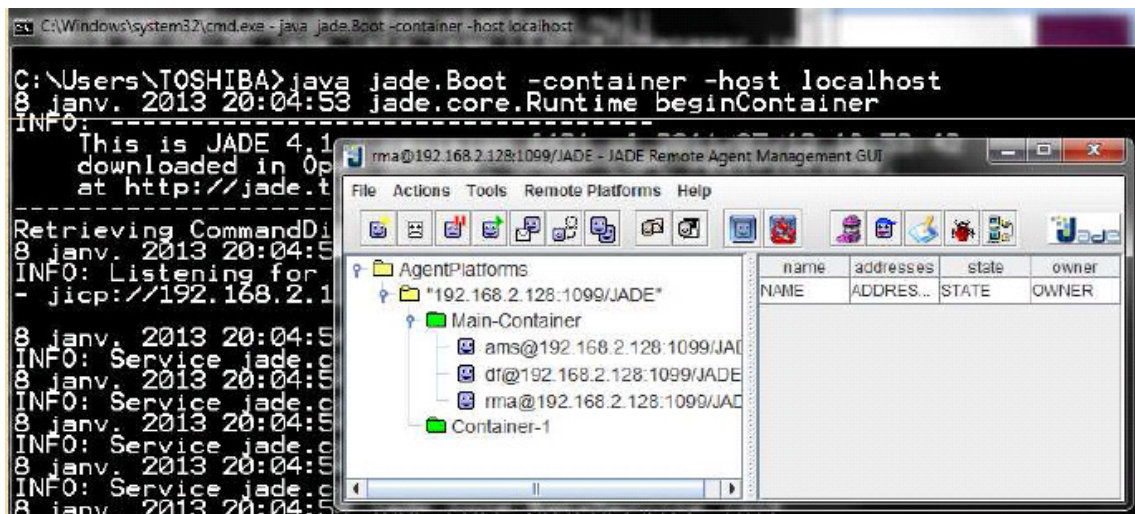 C:\Windows\system32\cmd.exe - java jade.Boot -container -host localhost
C:\Users\TOSHIBA>java jade.Boot -container -host localhost
8 janv. 2013 20:04:53 jade.core.Runtime beginContainer
INFO: ----------------------------------
This is JADE 4.1
downloaded in Op
at http://jade.t
Retrieving CommandDi
8 janv. 2013 20:04:5
INFO: Listening for
- jicp://192.168.2.1
8 janv. 2013 20:04:5
INFO: Service jade.c
8 janv. 2013 20:04:5
INFO: Service jade.c
8 janv. 2013 20:04:5
INFO: Service jade.c
8 janv. 2013 20:04:5
INFO: Service jade.c
8 janv. 2013 20:04:5
rma@192.168.2.128:1099/JADE - JADE Remote Agent Management GUI
File Actions Tools Remote Platforms Help
Jade
AgentPlatforms
"192.168.2.128:1099/JADE"
Main-Container
ams@192.168.2.128:1099/JAD
df@192.168.2.128:1099/JADE
rma@192.168.2.128:1099/JAD
Container-1
name addresses state owner
NAME ADDRES... STATE OWNER